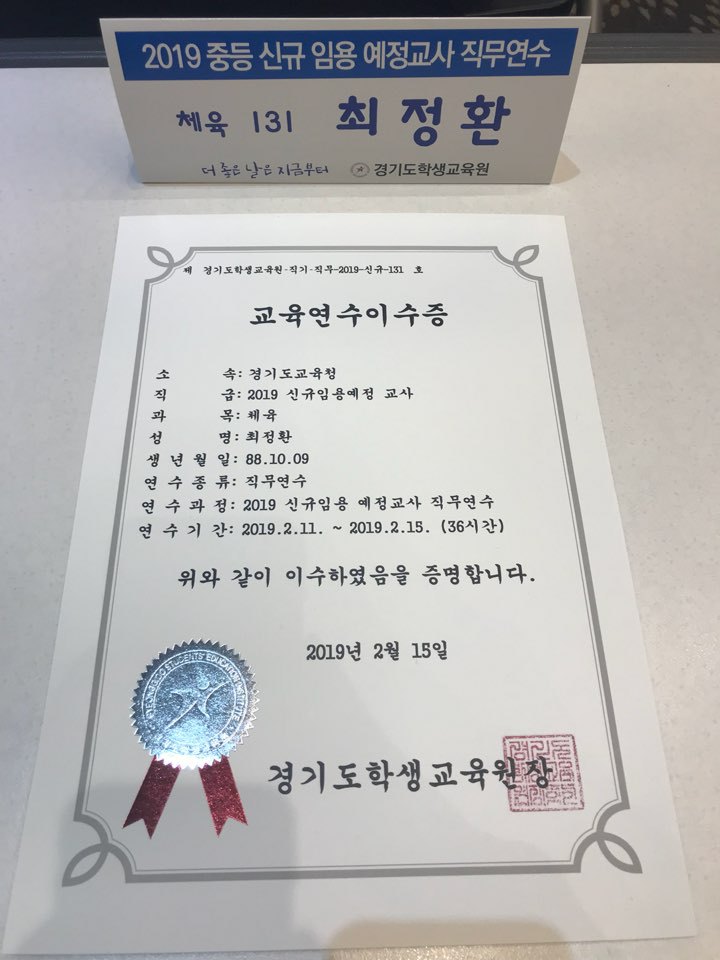 2019 중등 신규 임용 예정교사 직무연수
체육 131 최정환
더 좋은 날은 지금부터 경기도학생교육원
제 경기도학생교육원-직기-직무-2019-신규-131 호
교육연수이수증
소 속: 경기도교육청
직 급: 2019 신규임용예정 교사
과 목: 체육
성 명: 최정환
생 년 월 일: 88.10.09
연 수 종 류: 직무연수
연 수 과 정: 2019 신규임용 예정교사 직무연수
연 수 기 간: 2019.2.11. ~ 2019.2.15. (36시간)
위와 같이 이수하였음을 증명합니다.
2019년 2월 15일
STUDENTS' EDUCATION INSTITUTE
경기도학생교육원장